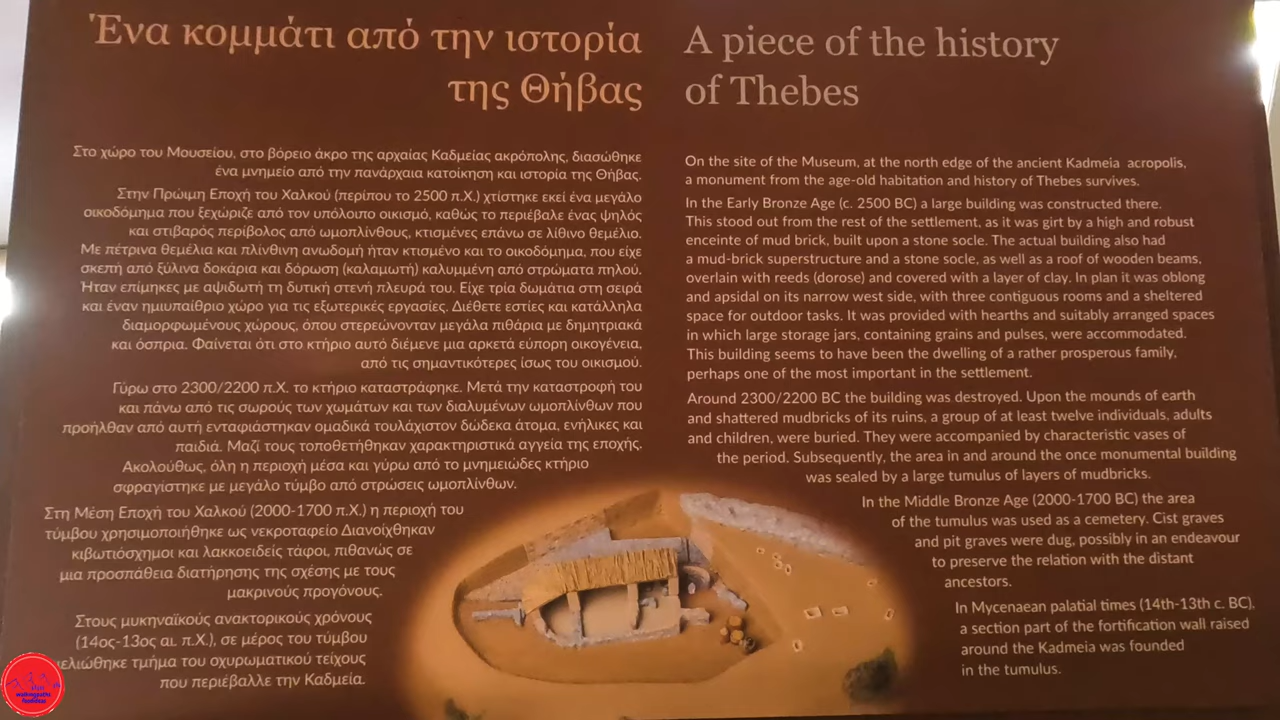 Ένα κομμάτι από την ιστορία
της Θήβας
Στο χώρο του Μουσείου, στο βόρειο άκρο της αρχαίας Καδμείας ακρόπολης, διασώθηκε
ένα μνημείο από την πανάρχαια κατοίκηση και ιστορία της Θήβας.
Στην Πρώιμη Εποχή του Χαλκού (περίπου το 2500 π.Χ.) χτίστηκε εκεί ένα μεγάλο
οικοδόμημα που ξεχώριζε από τον υπόλοιπο οικισμό, καθώς το περιέβαλε ένας ψηλός
και στιβαρός περίβολος από ωμοπλίνθους, κτισμένες επάνω σε λίθινο θεμέλιο.
Με πέτρινα θεμέλια και πλίνθινη ανωδομή ήταν κτισμένο και το οικοδόμημα, που είχε
σκεπή από ξύλινα δοκάρια και δόρωση (καλαμωτή) καλυμμένη από στρώματα πηλού.
Ήταν επίμηκες με αψιδωτή τη δυτική στενή πλευρά του. Είχε τρία δωμάτια στη σειρά
και έναν ημιυπαίθριο χώρο για τις εξωτερικές εργασίες. Διέθετε εστίες και κατάλληλα
διαμορφωμένους χώρους, όπου στερεώνονταν μεγάλα πιθάρια με δημητριακά
και όσπρια. Φαίνεται ότι στο κτήριο αυτό διέμενε μια αρκετά εύπορη οικογένεια,
από τις σημαντικότερες ίσως του οικισμού.
Γύρω στο 2300/2200 π.Χ. το κτήριο καταστράφηκε. Μετά την καταστροφή του
και πάνω από τις σωρούς των χωμάτων και των διαλυμένων ωμοπλίνθων που
προήλθαν από αυτή ενταφιάστηκαν ομαδικά τουλάχιστον δώδεκα άτομα, ενήλικες και
παιδιά. Μαζί τους τοποθετήθηκαν χαρακτηριστικά αγγεία της εποχής.
Ακολούθως, όλη η περιοχή μέσα και γύρω από το μνημειώδες κτήριο
σφραγίστηκε με μεγάλο τύμβο από στρώσεις ωμοπλίνθων.
Στη Μέση Εποχή του Χαλκού (2000-1700 π.Χ.) η περιοχή του
τύμβου χρησιμοποιήθηκε ως νεκροταφείο Διανοίχθηκαν
κιβωτιόσχημοι και λακκοειδείς τάφοι, πιθανώς σε
μια προσπάθεια διατήρησης της σχέσης με τους
μακρινούς προγόνους.
Στους μυκηναϊκούς ανακτορικούς χρόνους
(14ος-13ος αι. π.Χ.), σε μέρος του τύμβου
μελιώθηκε τμήμα του οχυρωματικού τείχους
που περιέβαλλε την Καδμεία.
A piece of the history
of Thebes
On the site of the Museum, at the north edge of the ancient Kadmeia acropolis,
a monument from the age-old habitation and history of Thebes survives.
In the Early Bronze Age (c. 2500 BC) a large building was constructed there.
This stood out from the rest of the settlement, as it was girt by a high and robust
enceinte of mud brick, built upon a stone socle. The actual building also had
a mud-brick superstructure and a stone socle, as well as a roof of wooden beams,
overlain with reeds (dorose) and covered with a layer of clay. In plan it was oblong
and apsidal on its narrow west side, with three contiguous rooms and a sheltered
space for outdoor tasks. It was provided with hearths and suitably arranged spaces
in which large storage jars, containing grains and pulses, were accommodated.
This building seems to have been the dwelling of a rather prosperous family,
perhaps one of the most important in the settlement.
Around 2300/2200 BC the building was destroyed. Upon the mounds of earth
and shattered mudbricks of its ruins, a group of at least twelve individuals, adults
and children, were buried. They were accompanied by characteristic vases of
the period. Subsequently, the area in and around the once monumental building
was sealed by a large tumulus of layers of mudbricks.
In the Middle Bronze Age (2000-1700 BC) the area
of the tumulus was used as a cemetery. Cist graves
and pit graves were dug, possibly in an endeavour
to preserve the relation with the distant
ancestors.
In Mycenaean palatial times (14th-13th c. BC),
a section part of the fortification wall raised
around the Kadmeia was founded
in the tumulus.